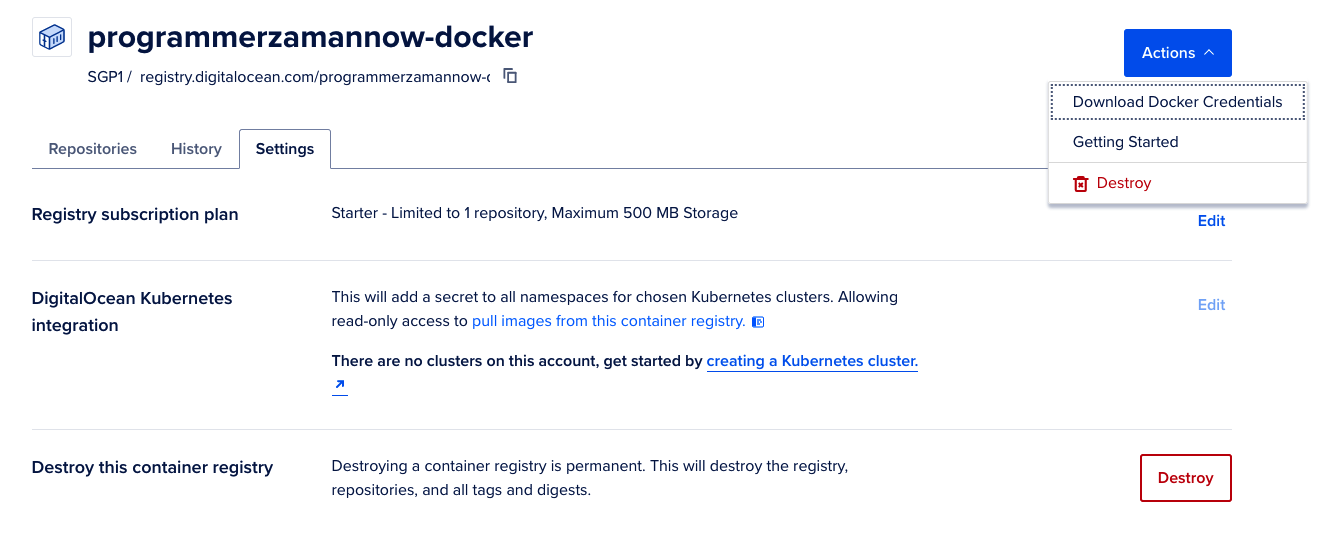 programmerzamannow-docker
SGP1 / registry.digitalocean.com/programmerzamannow-
Actions
Download Docker Credentials
Getting Started
Destroy
Repositories
History
Settings
Registry subscription plan
Starter - Limited to 1 repository, Maximum 500 MB Storage
Edit
DigitalOcean Kubernetes
integration
This will add a secret to all namespaces for chosen Kubernetes clusters. Allowing
read-only access to pull images from this container registry.
There are no clusters on this account, get started by creating a Kubernetes cluster.
Edit
Destroy this container registry
Destroying a container registry is permanent. This will destroy the registry,
repositories, and all tags and digests.
Destroy